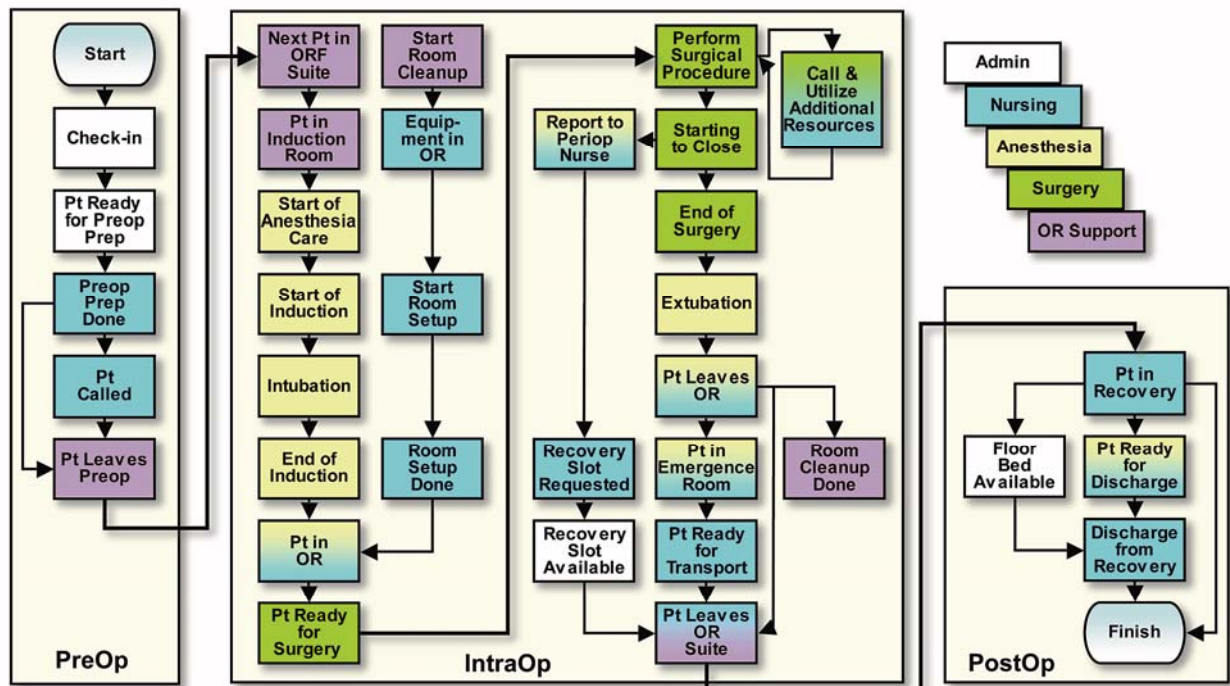 Start
Check-in
Pt Ready
for Preop
Prep
Preop
Prep
Done
Pt
Called
Pt Leaves
Preop
PreOp
Next Pt in
ORF
Suite
Pt in
Induction
Room
Start of
Anesthesia
Care
Start of
Induction
Intubation
End of
Induction
Pt in
OR
Pt Ready
for
Surgery
Start
Room
Cleanup
Equip-
ment in
OR
Start
Room
Setup
Room
Setup
Done
Report to
Periop
Nurse
Recovery
Slot
Requested
Recovery
Slot
Available
Perform
Surgical
Procedure
Starting
to Close
End of
Surgery
Extubation
Pt Leaves
OR
Pt in
Emergence
Room
Pt Ready
for
Transport
Pt Leaves
OR
Suite
Call &
Utilize
Additional
Resources
Room
Cleanup
Done
IntraOp
Admin
Nursing
Anesthesia
Surgery
OR Support
Pt in
Recovery
Floor
Bed
Available
Pt Ready
for
Discharge
Discharge
from
Recovery
Finish
PostOp